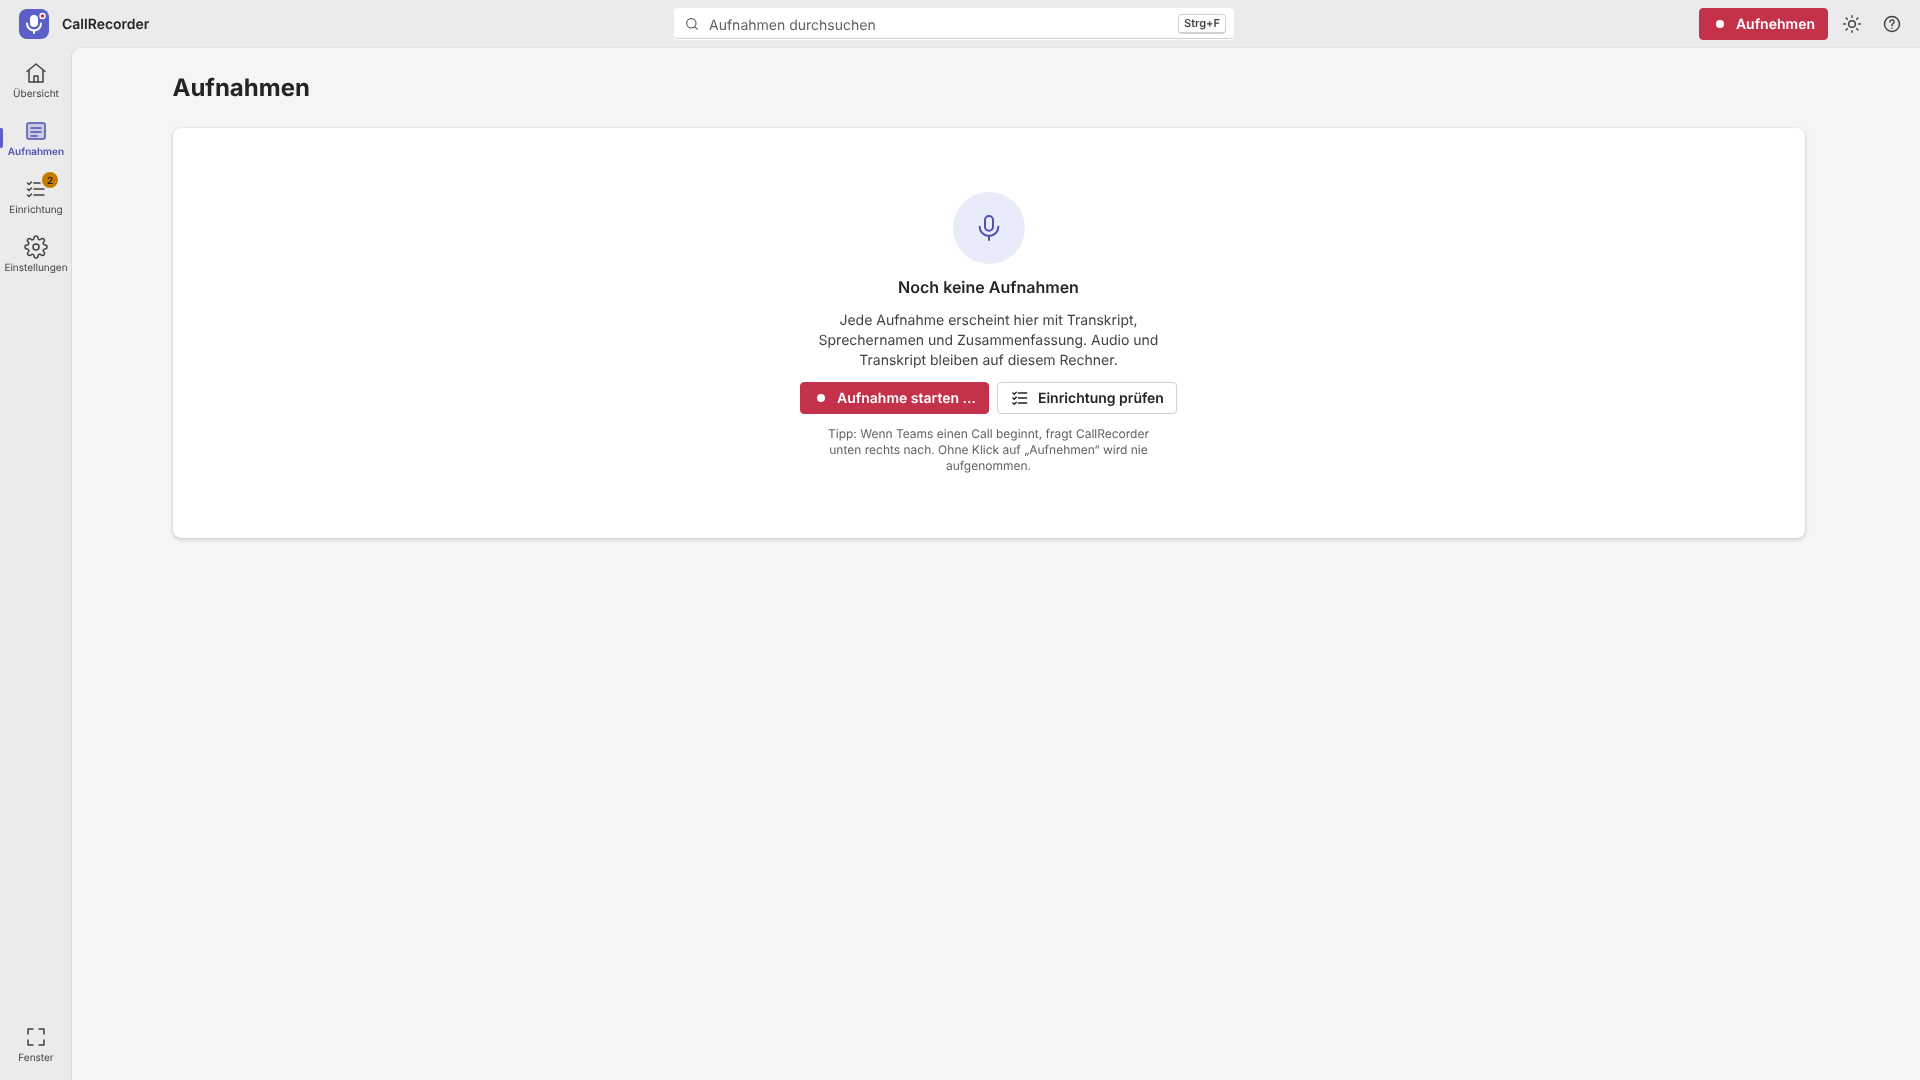 CallRecorder
Aufnahmen durchsuchen
Strg+F
Aufnehmen
Übersicht
Aufnahmen
2
Einrichtung
Einstellungen
Fenster
Aufnahmen
Noch keine Aufnahmen
Jede Aufnahme erscheint hier mit Transkript,
Sprechernamen und Zusammenfassung. Audio und
Transkript bleiben auf diesem Rechner.
Aufnahme starten ...
Einrichtung prüfen
Tipp: Wenn Teams einen Call beginnt, fragt CallRecorder
unten rechts nach. Ohne Klick auf „Aufnehmen“ wird nie
aufgenommen.